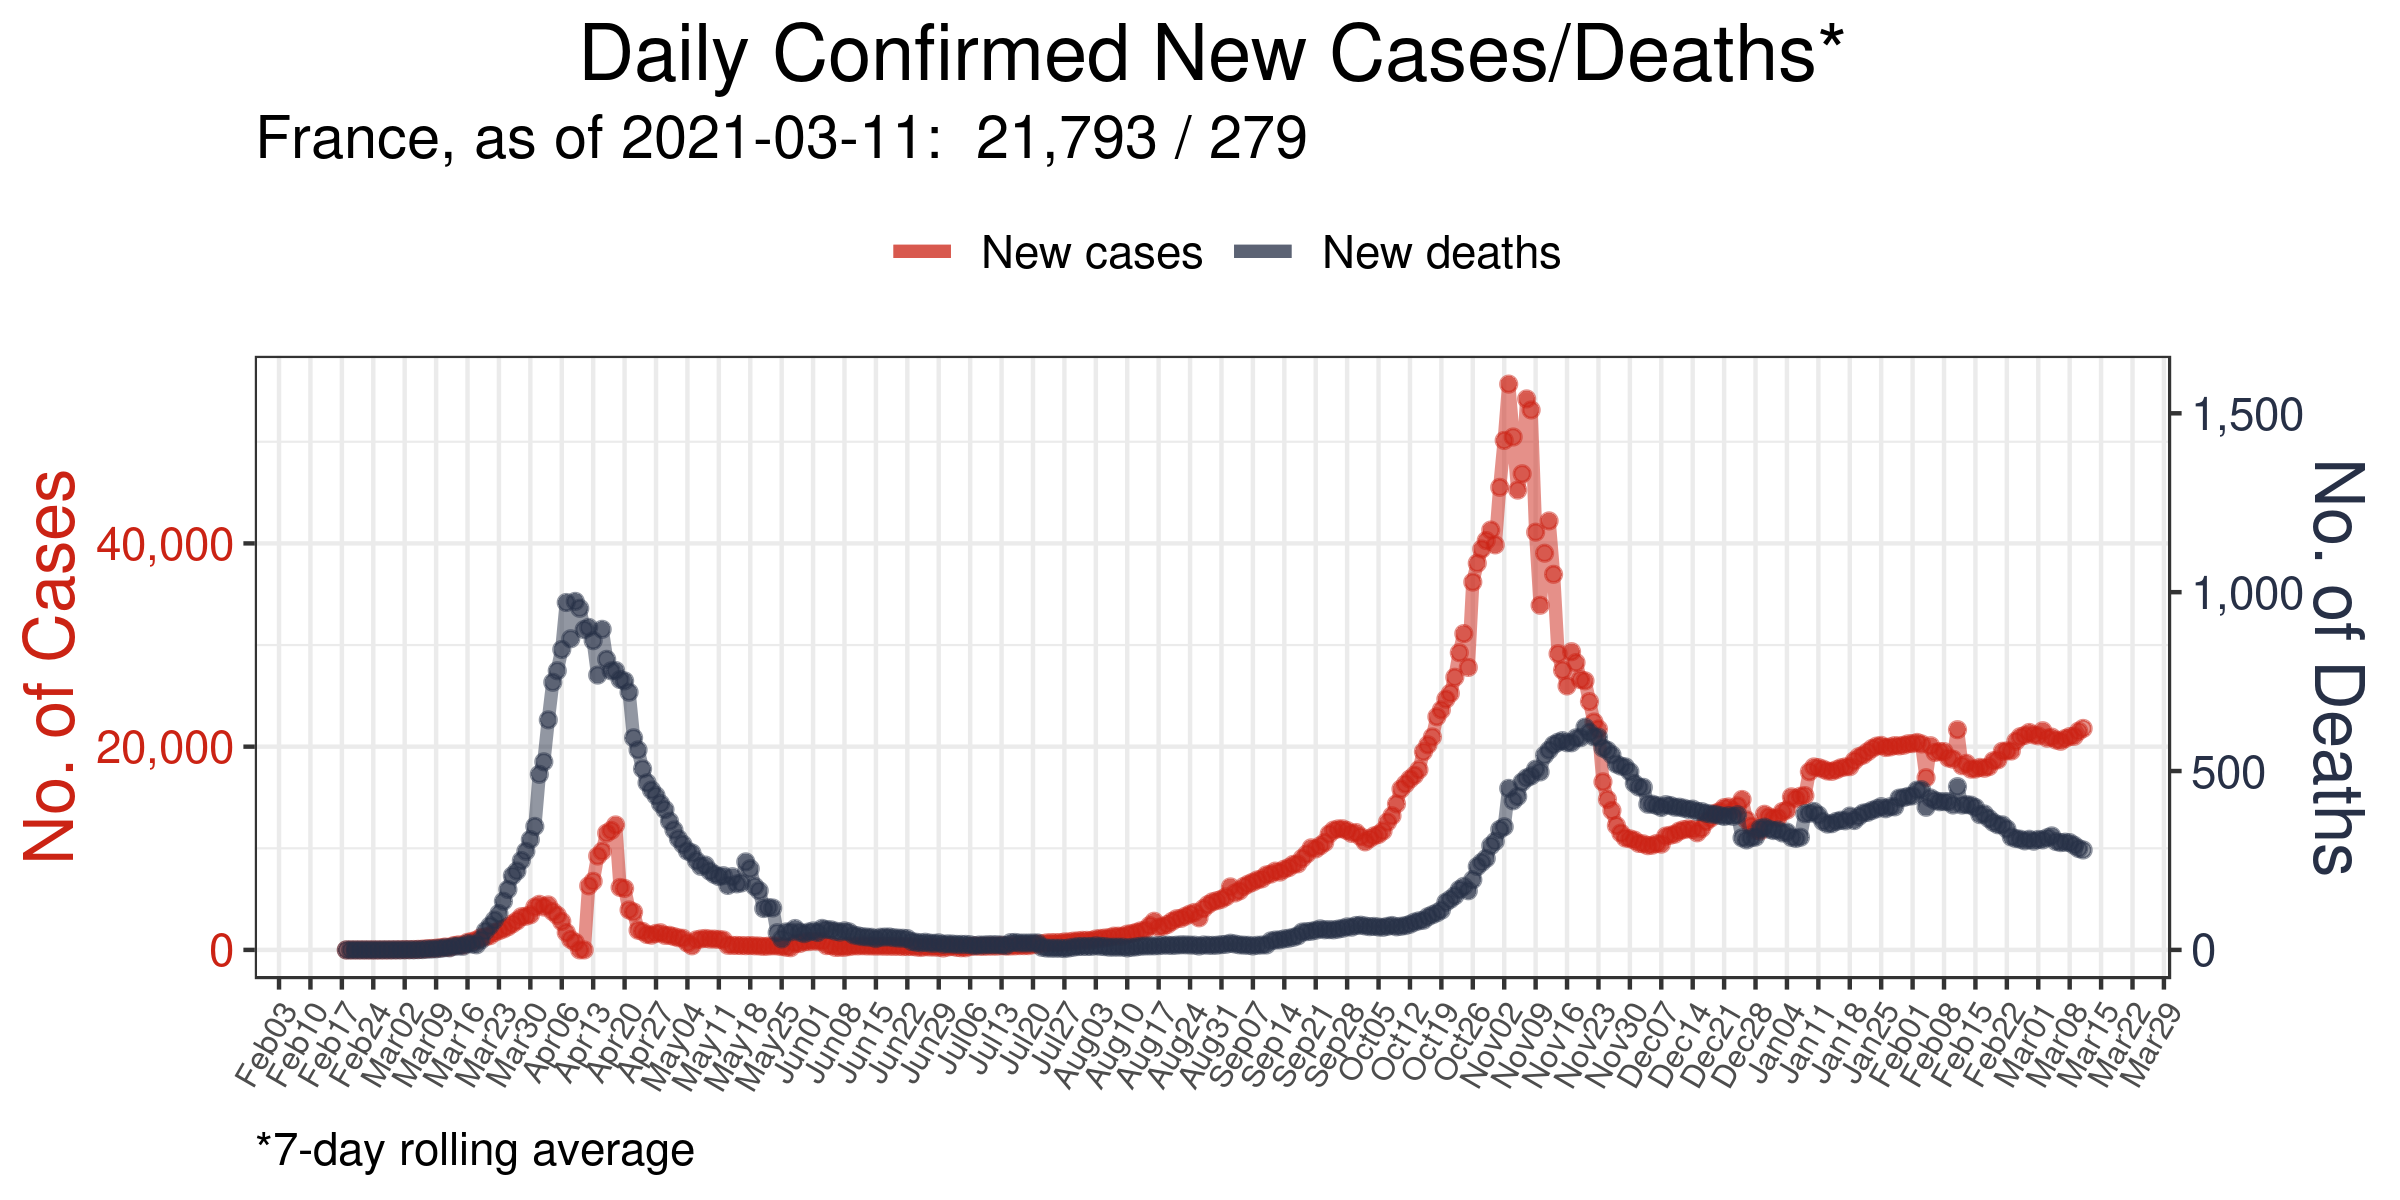 Daily Confirmed New Cases/Deaths*
France, as of 2021-03-11:  21,793 / 279
New cases
New deaths
No. of Cases
40,000
20,000
0
1,500
1,000
500
0
No. of Deaths
Feb03
Feb10
Feb17
Feb24
Mar02
Mar09
Mar16
Mar23
Mar30
Apr06
Apr13
Apr20
Apr27
May04
May11
May18
May25
Jun01
Jun08
Jun15
Jun22
Jun29
Jul06
Jul13
Jul20
Jul27
Aug03
Aug10
Aug17
Aug24
Aug31
Sep07
Sep14
Sep21
Sep28
Oct05
Oct12
Oct19
Oct26
Nov02
Nov09
Nov16
Nov23
Nov30
Dec07
Dec14
Dec21
Dec28
Jan04
Jan11
Jan18
Jan25
Feb01
Feb08
Feb15
Feb22
Mar01
Mar08
Mar15
Mar22
Mar29
*7-day rolling average